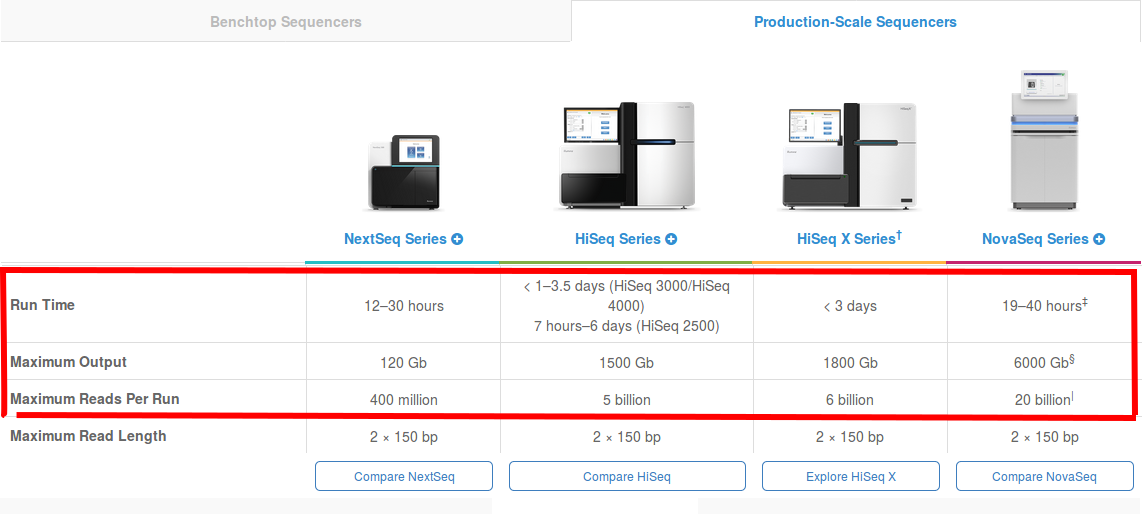 Benchtop Sequencers
Production-Scale Sequencers
NextSeq Series
HiSeq Series
HiSeq X Series†
NovaSeq Series
Run Time
12–30 hours
< 1–3.5 days (HiSeq 3000/HiSeq
4000)
7 hours–6 days (HiSeq 2500)
< 3 days
19–40 hours‡
Maximum Output
120 Gb
1500 Gb
1800 Gb
6000 Gb§
Maximum Reads Per Run
400 million
5 billion
6 billion
20 billion|
Maximum Read Length
2 × 150 bp
2 × 150 bp
2 × 150 bp
2 × 150 bp
Compare NextSeq
Compare HiSeq
Explore HiSeq X
Compare NovaSeq